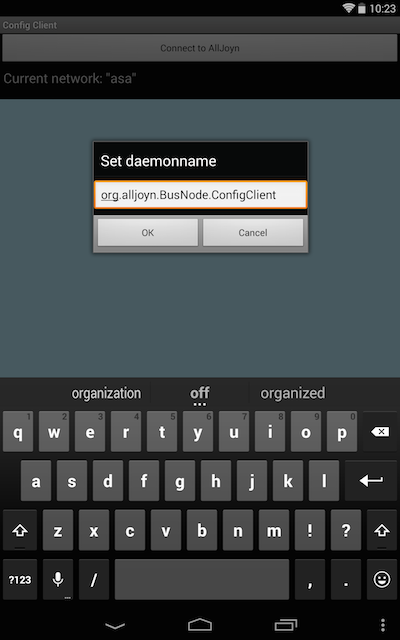 10:23
Config Client
Connect to AllJoyn
Current network: "asa"
Set daemonname
org.alljoyn.BusNode.ConfigClient
OK Cancel
organization off organized
1 2 3 4 5 6 7 8 9 0
q w e r t y u i o p
a s d f g h j k l
z x c v b n m ! ?
?123 / , .